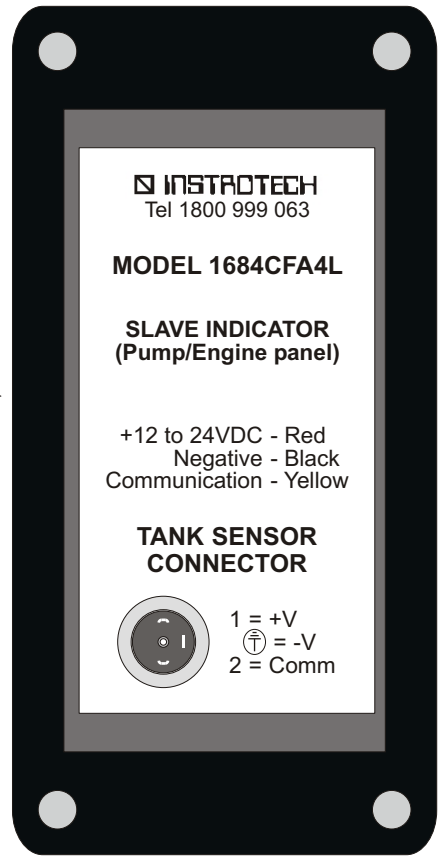 INSTROTECH
Tel 1800 999 063
MODEL 1684CFA4L
SLAVE INDICATOR
(Pump/Engine panel)
+12 to 24VDC - Red
Negative - Black
Communication - Yellow
TANK SENSOR
CONNECTOR
1 = +V
⏚ = -V
2 = Comm